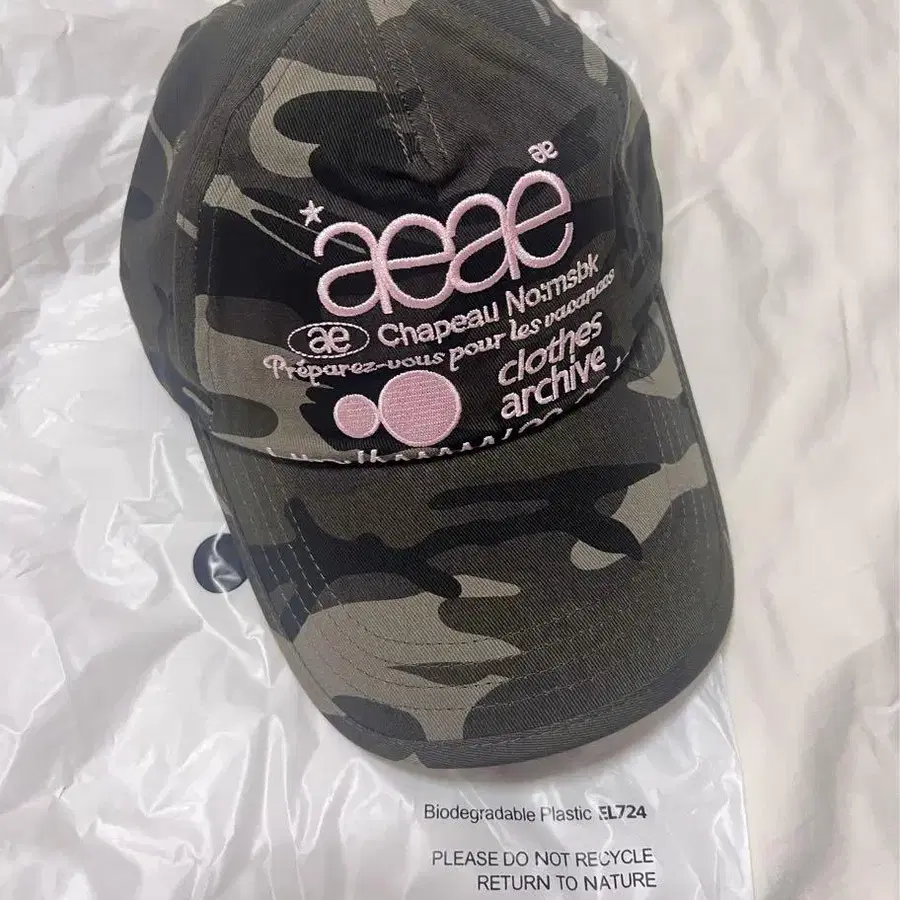 ae
aeae
ae Chapeau No:msbk
Préparez-vous pour les vacances
clothes
archive
Biodegradable Plastic EL724
PLEASE DO NOT RECYCLE
RETURN TO NATURE